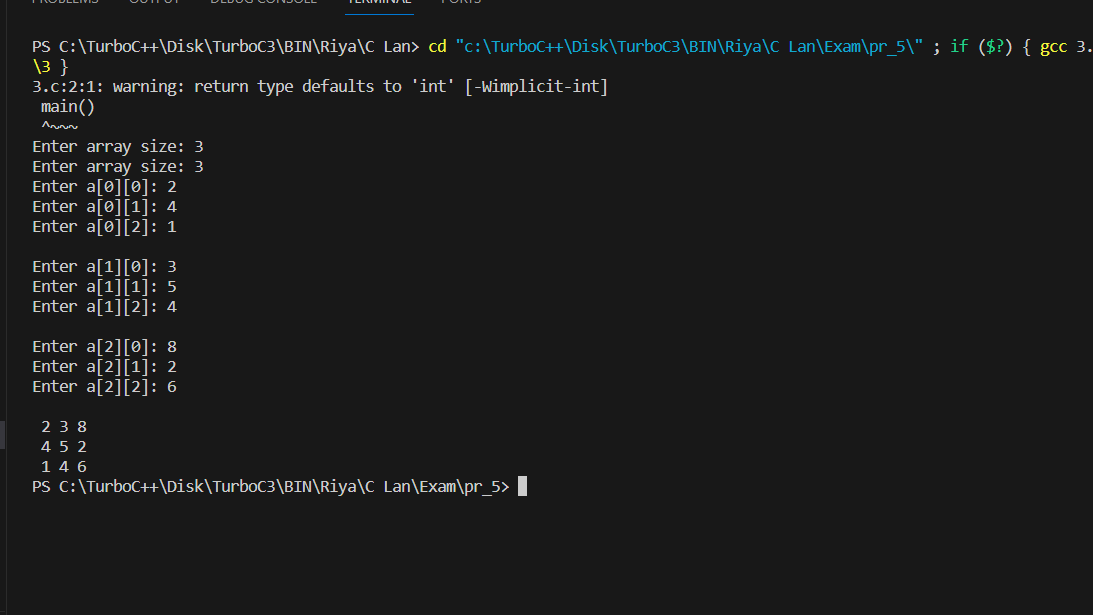 PROBLEMS OUTPUT DEBUG CONSOLE TERMINAL PORTS
PS C:\TurboC++\Disk\TurboC3\BIN\Riya\C Lan> cd "c:\TurboC++\Disk\TurboC3\BIN\Riya\C Lan\Exam\pr_5\" ; if ($?) { gcc 3.
\3 }
3.c:2:1: warning: return type defaults to 'int' [-Wimplicit-int]
main()
^~~~
Enter array size: 3
Enter array size: 3
Enter a[0][0]: 2
Enter a[0][1]: 4
Enter a[0][2]: 1
Enter a[1][0]: 3
Enter a[1][1]: 5
Enter a[1][2]: 4
Enter a[2][0]: 8
Enter a[2][1]: 2
Enter a[2][2]: 6
2 3 8
4 5 2
1 4 6
PS C:\TurboC++\Disk\TurboC3\BIN\Riya\C Lan\Exam\pr_5>